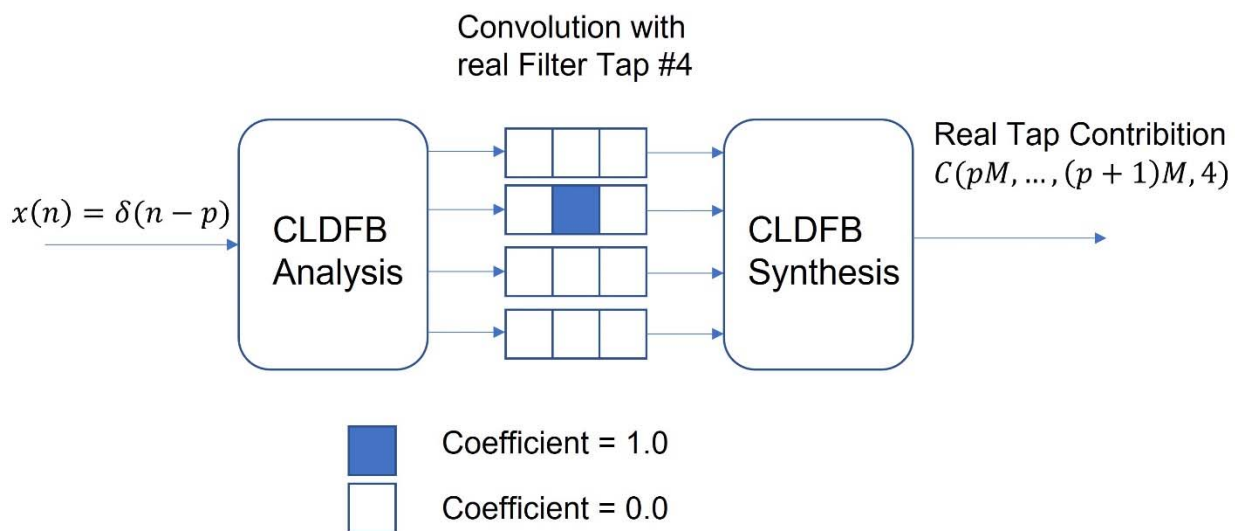 Convolution with
real Filter Tap #4
x(n) = δ(n − p)
CLDFB
Analysis
CLDFB
Synthesis
Real Tap Contribition
C(pM, … , (p + 1)M, 4)
Coefficient = 1.0
Coefficient = 0.0